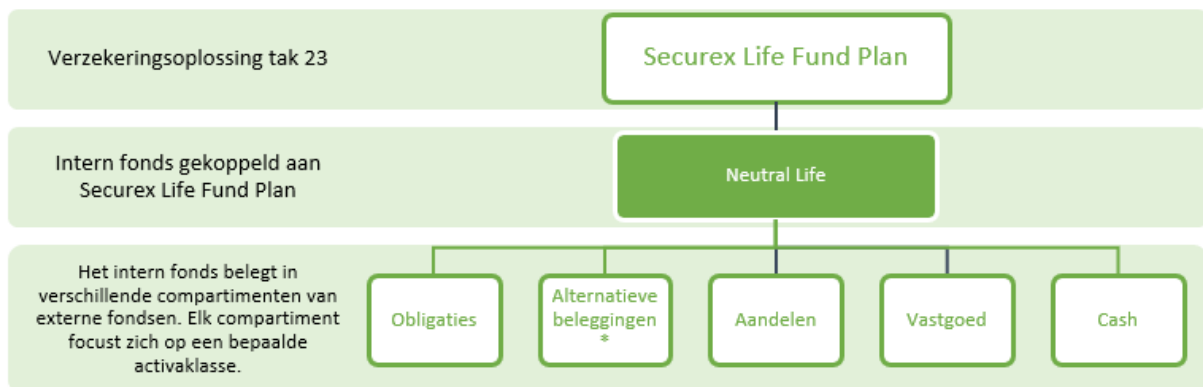 Verzekeringsoplossing tak 23
Securex Life Fund Plan
Intern fonds gekoppeld aan
Securex Life Fund Plan
Neutral Life
Het intern fonds belegt in
verschillende compartimenten van
externe fondsen. Elk compartiment
focust zich op een bepaalde
activaklasse.
Obligaties
Alternatieve
beleggingen
*
Aandelen
Vastgoed
Cash